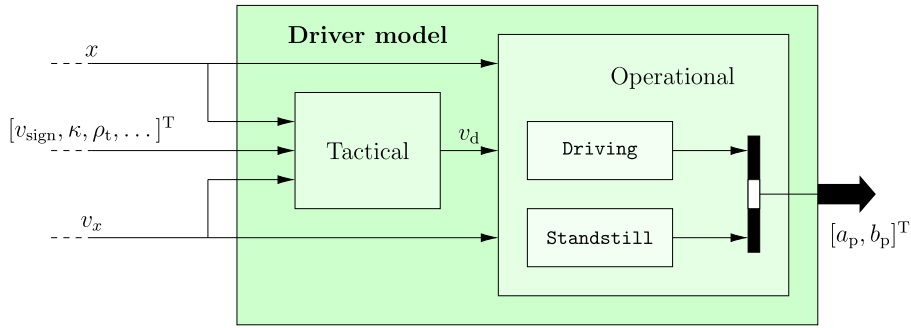 Driver model
x
Operational
[v_sign, κ, ρ_t, …]^T
Tactical
v_d
Driving
v_x
Standstill
[a_p, b_p]^T